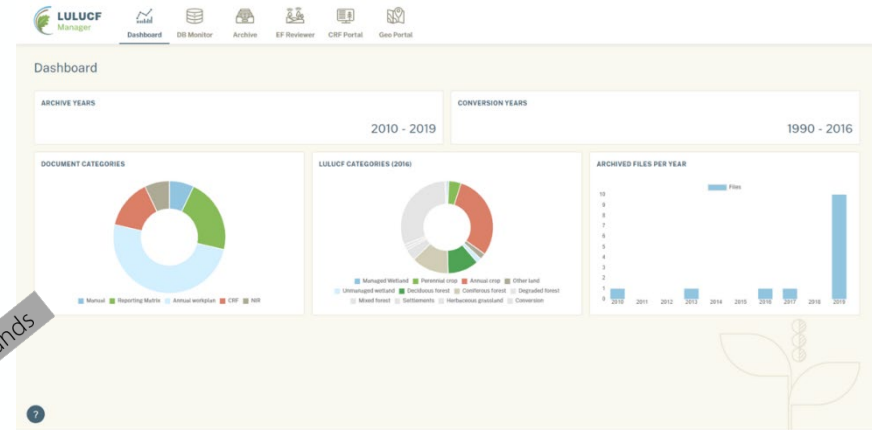 LULUCF
Manager
Dashboard
DB Monitor
Archive
EF Reviewer
CRF Portal
Geo Portal
Dashboard
ARCHIVE YEARS
2010 - 2019
CONVERSION YEARS
1990 - 2016
DOCUMENT CATEGORIES
Manual Reporting Matrix Annual workplan CRF NIR
LULUCF CATEGORIES (2016)
Managed Wetland Perennial crop Annual crop Other land
Unmanaged wetland Deciduous forest Coniferous forest Degraded forest
Mixed forest Settlements Herbaceous grassland Conversion
ARCHIVED FILES PER YEAR
Files
10
9
8
7
6
5
4
3
2
1
0
2010 2011 2012 2013 2014 2015 2016 2017 2018 2019
?